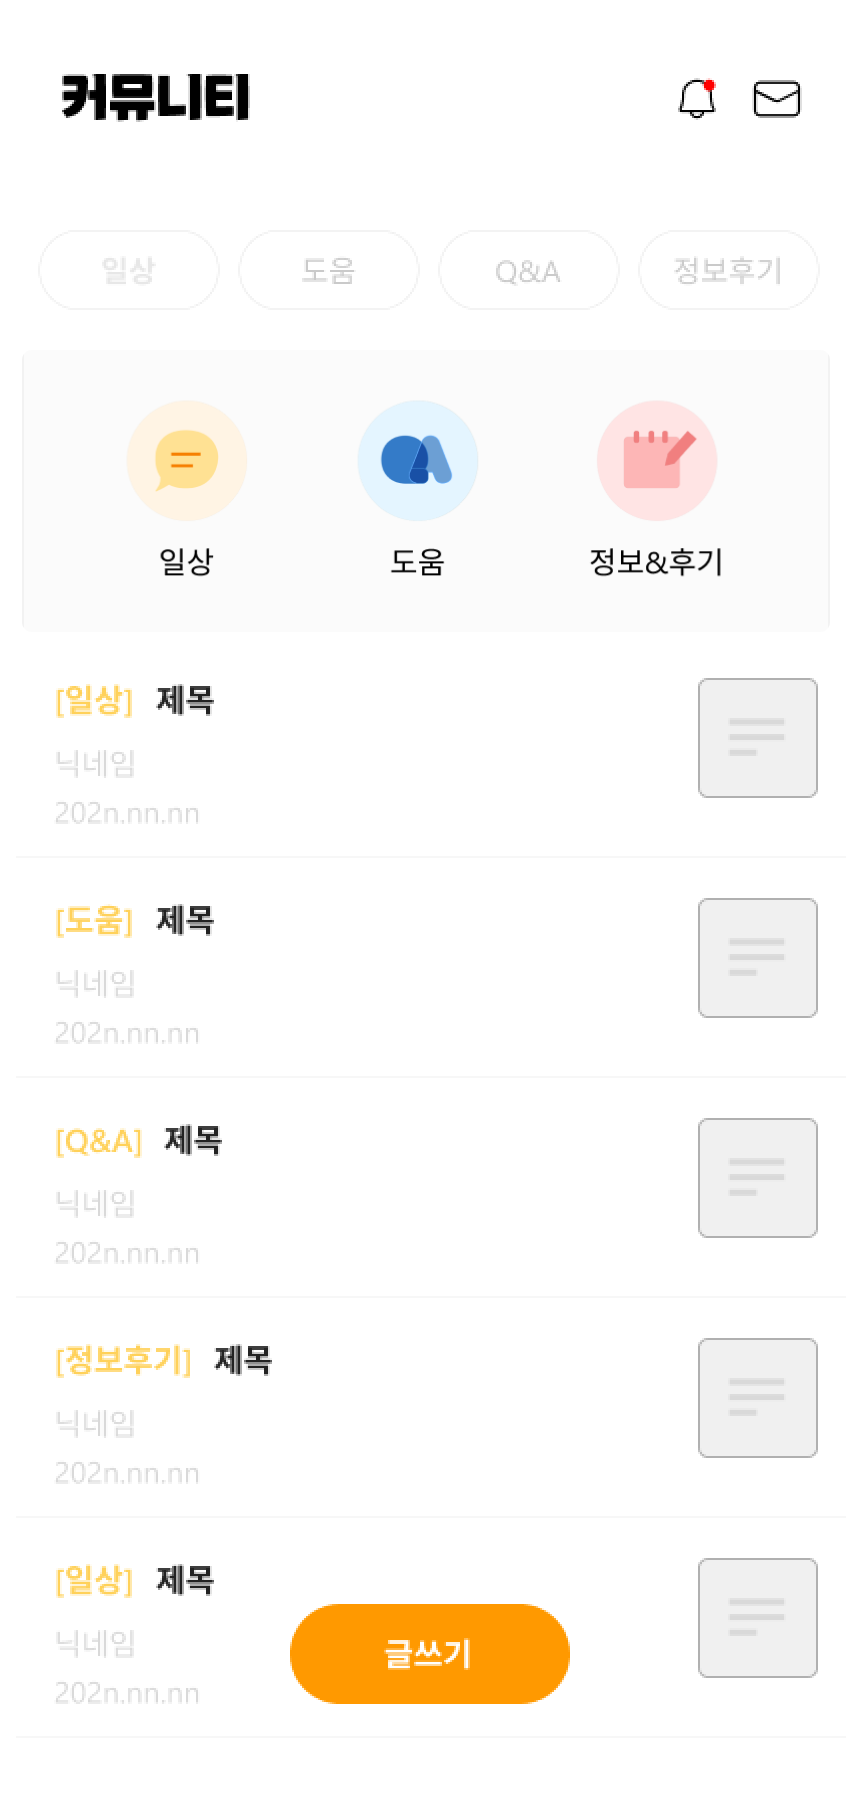 커뮤니티
일상 도움 Q&A 정보후기
일상 도움 정보&후기
[일상] 제목
닉네임
202n.nn.nn
[도움] 제목
닉네임
202n.nn.nn
[Q&A] 제목
닉네임
202n.nn.nn
[정보후기] 제목
닉네임
202n.nn.nn
[일상] 제목
닉네임
글쓰기
202n.nn.nn